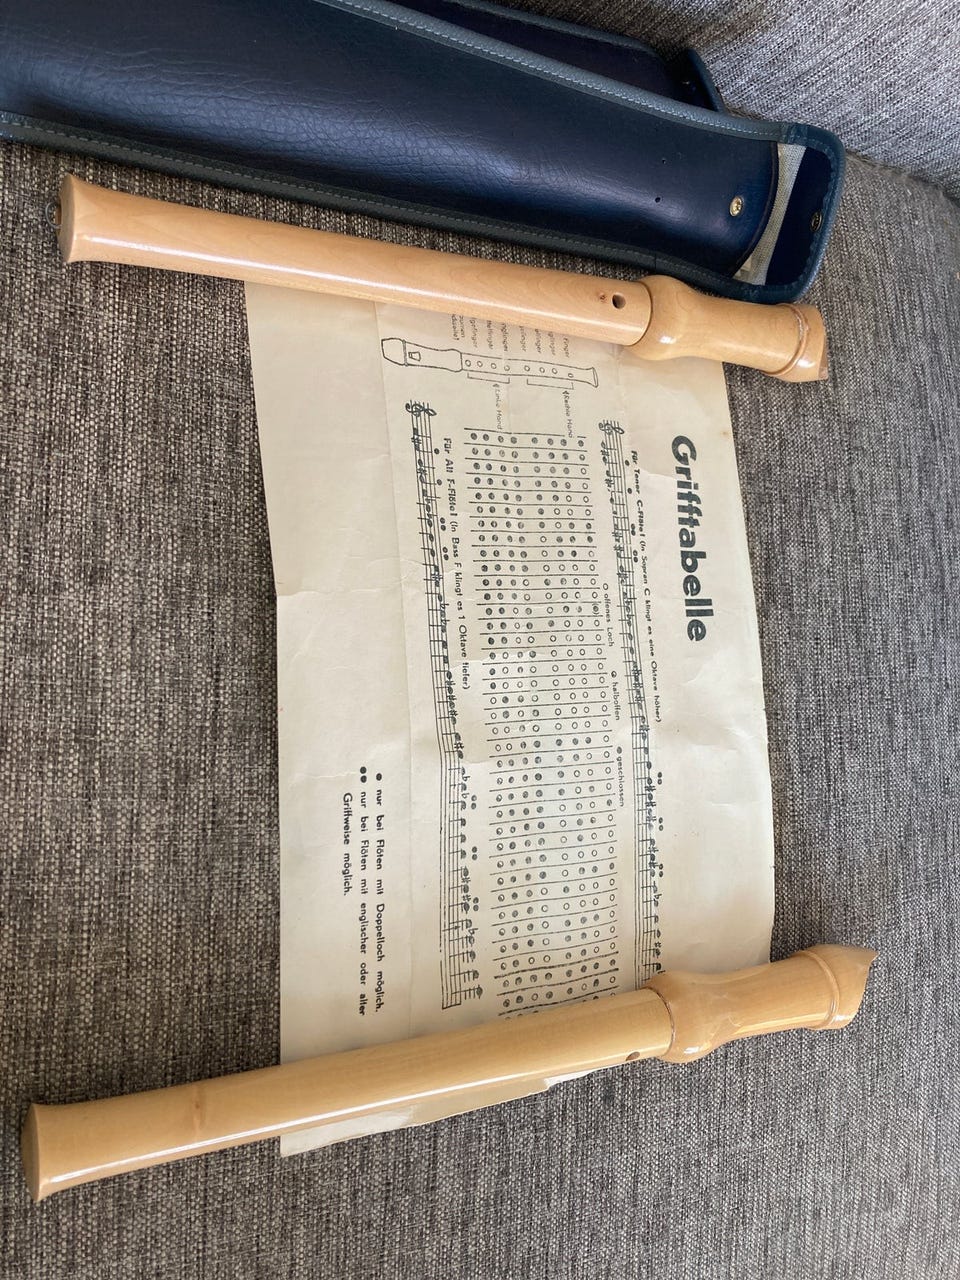 Grifftabelle
Für Tenor C-Flöte! (In Sopran C klingt es eine Oktave höher)
○ offenes Loch
halboffen
● geschlossen
Rechte Hand
Linke Hand
Finger
Für Alt F-Flöte! (In Bass F klingt es 1 Oktave tiefer)
● nur bei Flöten mit Doppelloch möglich.
●● nur bei Flöten mit englischer oder alter
Griffweise möglich.